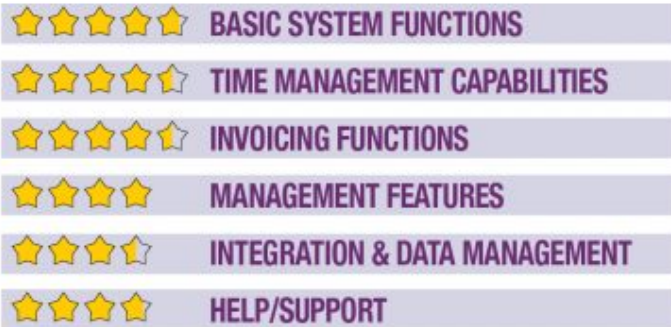 BASIC SYSTEM FUNCTIONS
TIME MANAGEMENT CAPABILITIES
INVOICING FUNCTIONS
MANAGEMENT FEATURES
INTEGRATION & DATA MANAGEMENT
HELP/SUPPORT